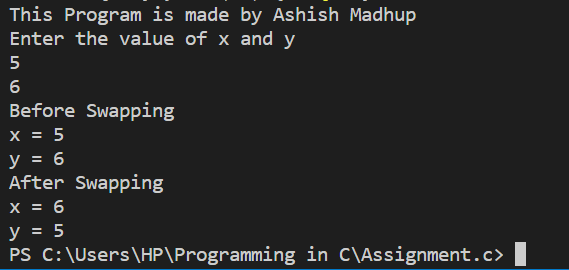 This Program is made by Ashish Madhup
Enter the value of x and y
5
6
Before Swapping
x = 5
y = 6
After Swapping
x = 6
y = 5
PS C:\Users\HP\Programming in C\Assignment.c>